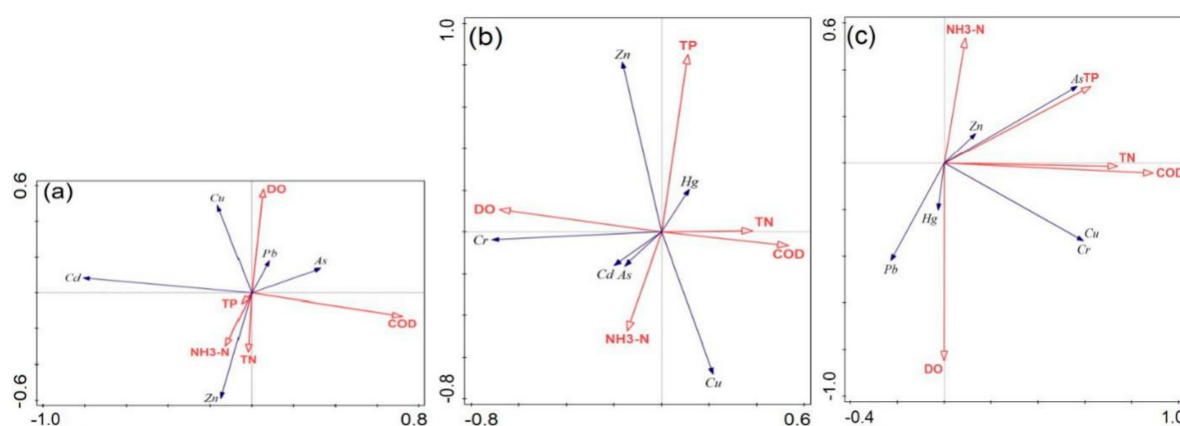 (a)
0.6
-0.6
-1.0
0.8
Cu
DO
Pb
As
Cd
TP
COD
NH3-N
TN
Zn
(b)
1.0
-0.8
-0.8
0.6
Zn
TP
Hg
DO
TN
Cr
COD
Cd As
NH3-N
Cu
(c)
0.6
-1.0
-0.4
1.0
NH3-N
As TP
Zn
TN
COD
Hg
Cu
Cr
Pb
DO